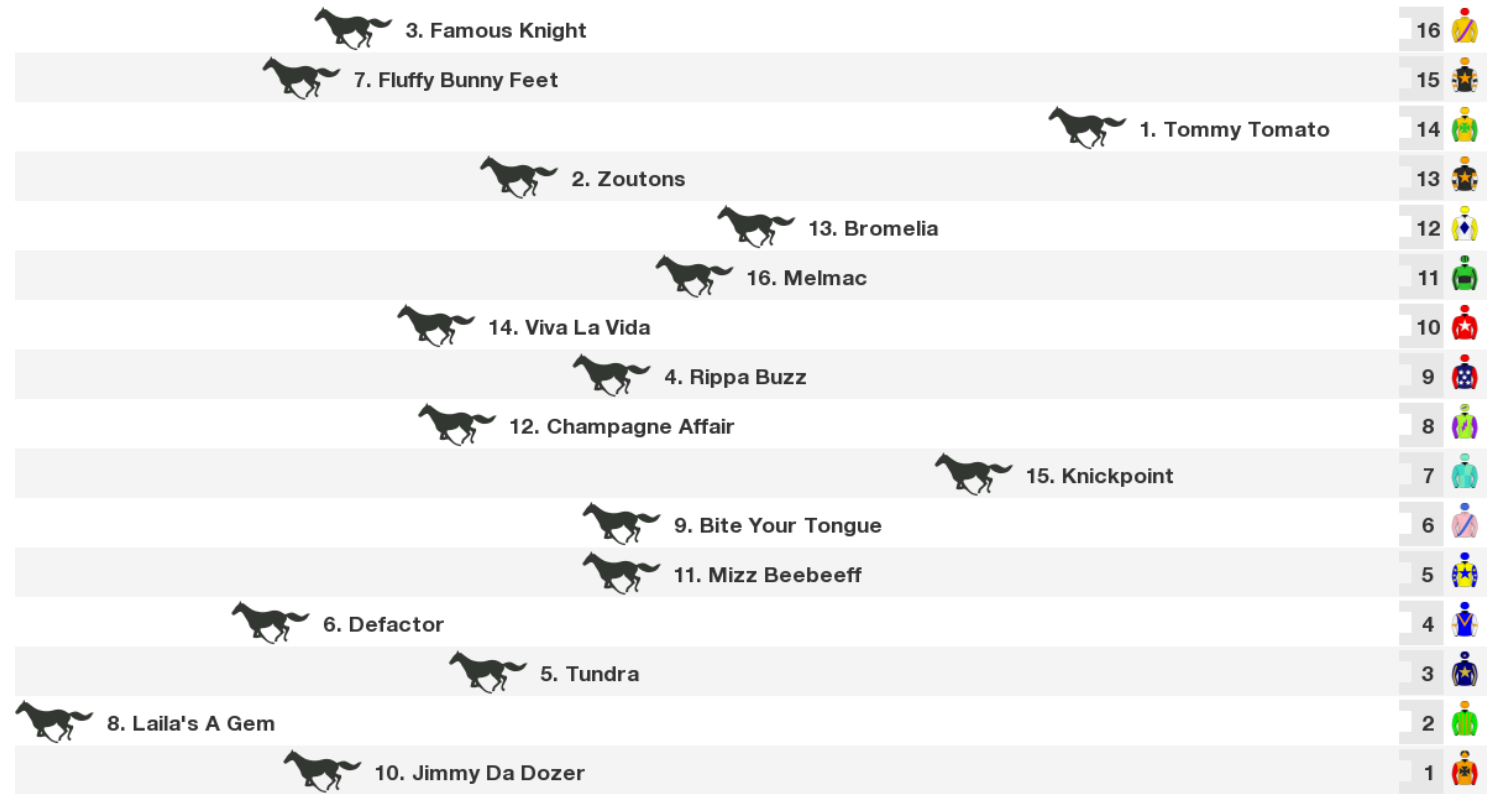 3. Famous Knight 16
7. Fluffy Bunny Feet 15
1. Tommy Tomato 14
2. Zoutons 13
13. Bromelia 12
16. Melmac 11
14. Viva La Vida 10
4. Rippa Buzz 9
12. Champagne Affair 8
15. Knickpoint 7
9. Bite Your Tongue 6
11. Mizz Beebeeff 5
6. Defactor 4
5. Tundra 3
8. Laila's A Gem 2
10. Jimmy Da Dozer 1